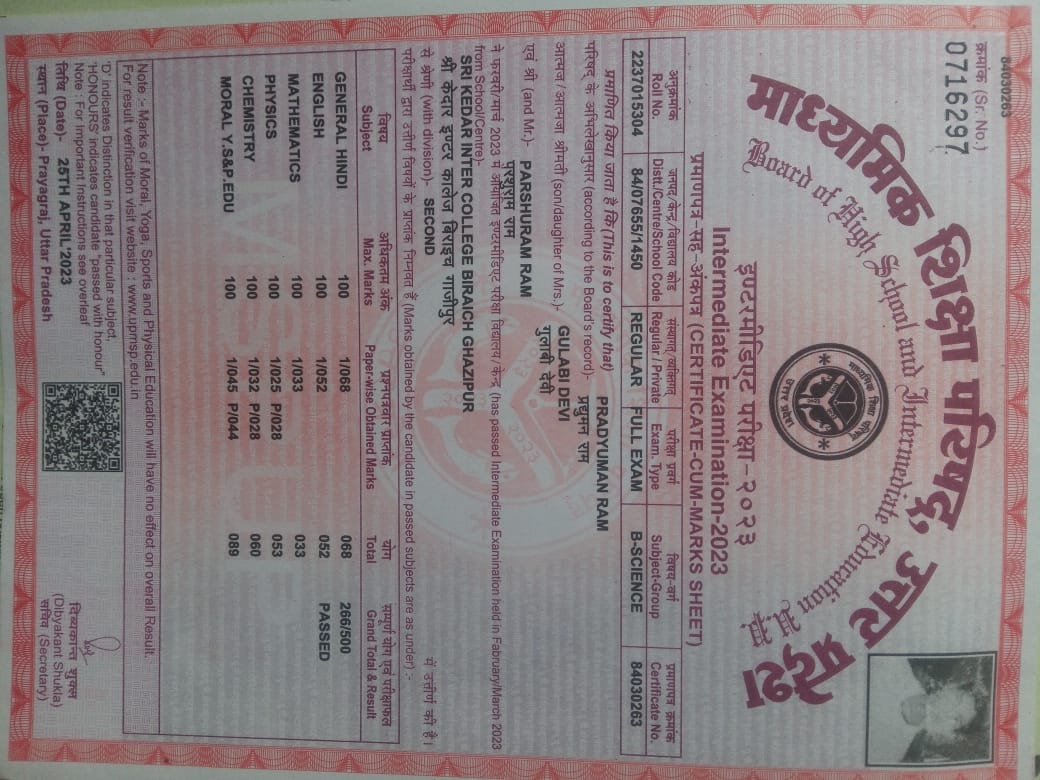 84030263
क्रमांक (Sr. No.)
0716297
माध्यमिक शिक्षा परिषद्, उत्तर प्रदेश
Board of High School and Intermediate Education U.P.
इण्टरमीडिएट परीक्षा-२०२३
Intermediate Examination-2023
प्रमाणपत्र-सह-अंकपत्र (CERTIFICATE-CUM-MARKS SHEET)
अनुक्रमांक जनपद/केन्द्र/विद्यालय कोड संस्थागत/व्यक्तिगत परीक्षा प्रवर्ग विषय-वर्ग प्रमाणपत्र क्रमांक
Roll No. Distt./Centre/School Code Regular / Private Exam. Type Subject-Group Certificate No.
2237015304 84/07655/1450 REGULAR FULL EXAM B-SCIENCE 84030263
प्रमाणित किया जाता है कि (This is to certify that) PRADYUMAN RAM
परिषद के अभिलेखानुसार (according to the Board's record)- प्रधुमन राम
आत्मज/आत्मजा श्रीमती (son/daughter of Mrs.)- GULABI DEVI
गुलाबी देवी
एवं श्री (and Mr.)- PARSHURAM RAM
परशुराम राम
ने फरवरी/मार्च 2023 में आयोजित इण्टरमीडिएट परीक्षा विद्यालय/केन्द्र (has passed Intermediate Examination held in Fabruary/March 2023
from School/Centre)-
SRI KEDAR INTER COLLEGE BIRAICH GHAZIPUR
श्री केदार इण्टर कालेज बिराइच गाजीपुर
से श्रेणी (with division)- SECOND में उत्तीर्ण की है।
परीक्षार्थी द्वारा उत्तीर्ण विषयों के प्राप्तांक निम्नवत हैं (Marks obtained by the candidate in passed subjects are as under) :-
विषय अधिकतम अंक प्रश्नपत्रवार प्राप्तांक योग सम्पूर्ण योग एवं परीक्षाफल
Subject Max. Marks Paper-wise Obtained Marks Total Grand Total & Result
GENERAL HINDI 100 1/068 068 266/500
ENGLISH 100 1/052 052 PASSED
MATHEMATICS 100 1/033 033
PHYSICS 100 1/025 P/028 053
CHEMISTRY 100 1/032 P/028 060
MORAL Y.S&P.EDU 100 1/045 P/044 089
Note :- Marks of Moral, Yoga, Sports and Physical Education will have no effect on overall Result.
For result verification visit website : www.upmsp.edu.in
'D' indicates Distinction in that particular subject,
'HONOURS' indicates candidate "passed with honour"
Note : For important Instructions see overleaf
तिथि (Date)- 25TH APRIL'2023
स्थान (Place)- Prayagraj, Uttar Pradesh
दिब्यकान्त शुक्ल
(Dibyakant Shukla)
सचिव (Secretary)